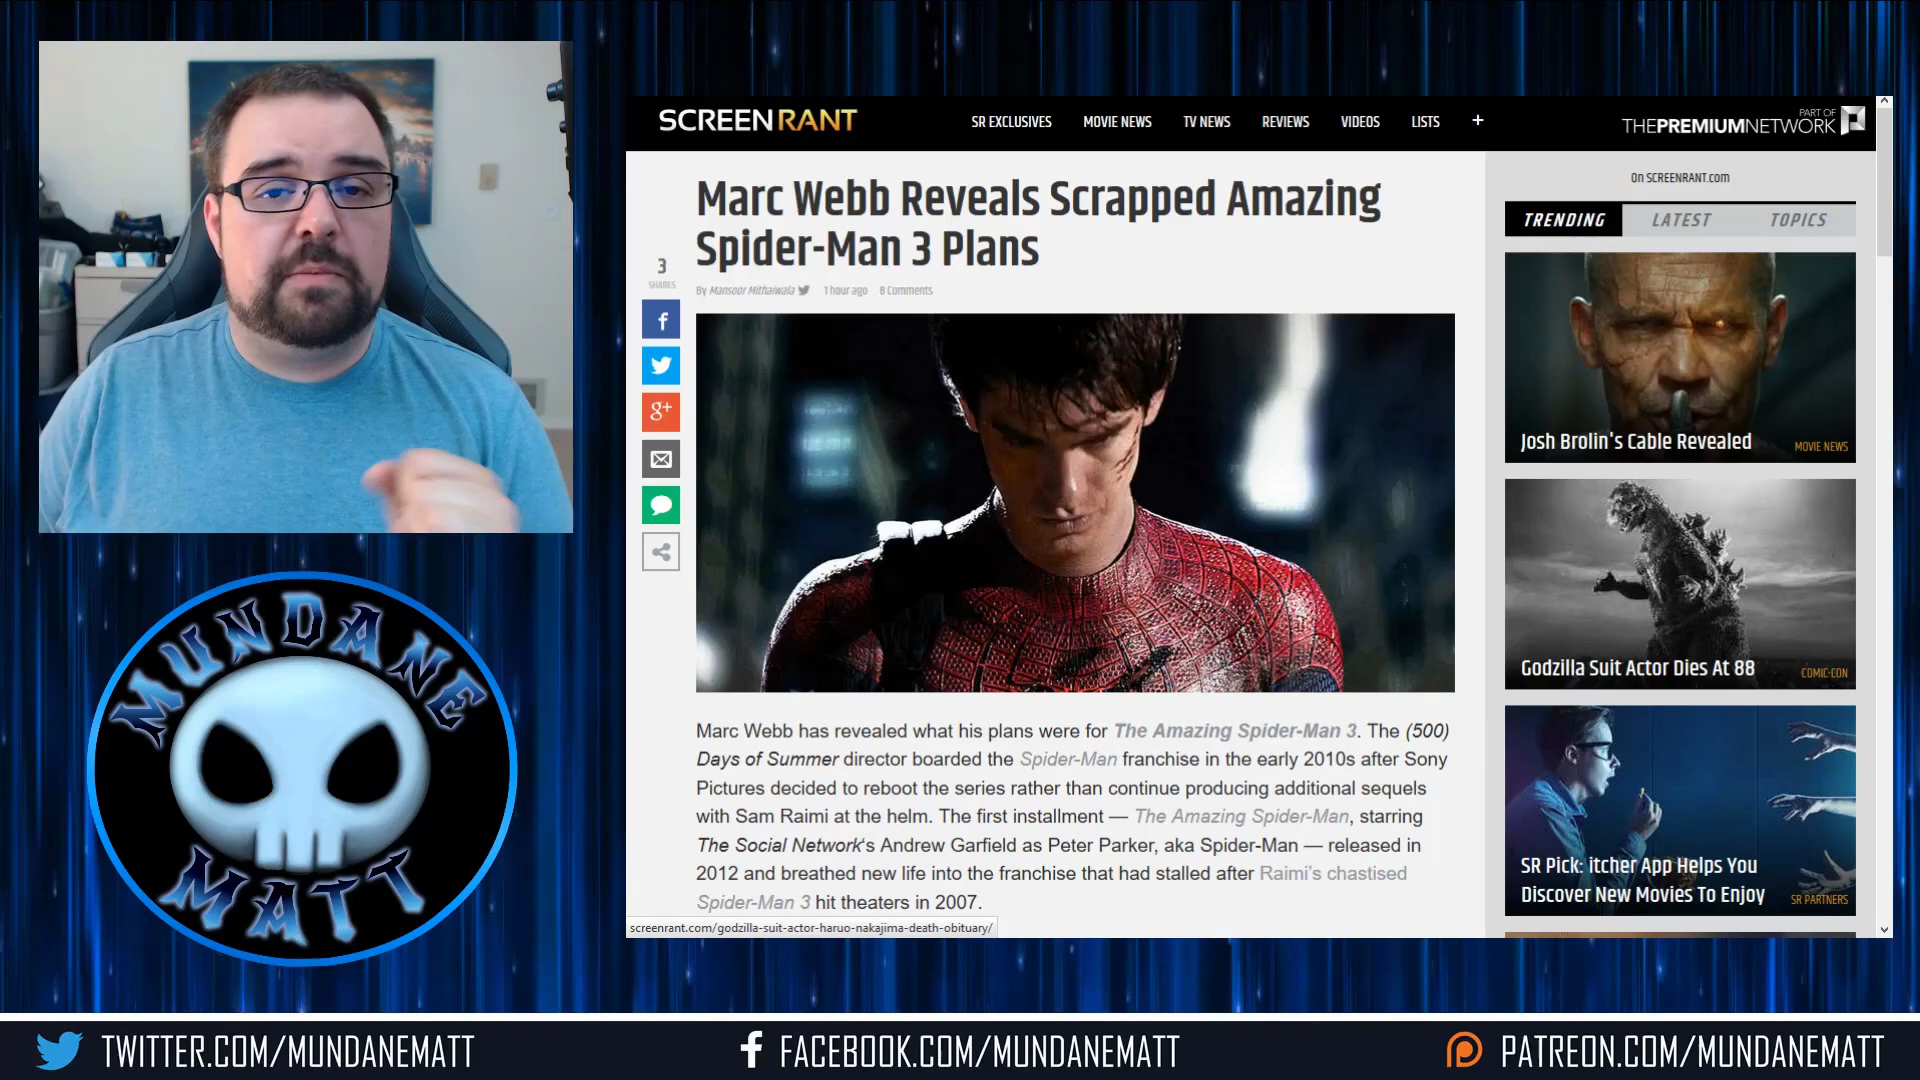 SCREENRANT
SR EXCLUSIVES
MOVIE NEWS
TV NEWS
REVIEWS
VIDEOS
LISTS
+
PART OF
THEPREMIUMNETWORK
Marc Webb Reveals Scrapped Amazing
Spider-Man 3 Plans
3
SHARES
By Mansoor Mithaiwala
1 hour ago
8 Comments
f
g+
Marc Webb has revealed what his plans were for The Amazing Spider-Man 3. The (500)
Days of Summer director boarded the Spider-Man franchise in the early 2010s after Sony
Pictures decided to reboot the series rather than continue producing additional sequels
with Sam Raimi at the helm. The first installment — The Amazing Spider-Man, starring
The Social Network‘s Andrew Garfield as Peter Parker, aka Spider-Man — released in
2012 and breathed new life into the franchise that had stalled after Raimi's chastised
Spider-Man 3 hit theaters in 2007.
screenrant.com/godzilla-suit-actor-haruo-nakajima-death-obituary/
On SCREENRANT.com
TRENDING
LATEST
TOPICS
Josh Brolin's Cable Revealed
MOVIE NEWS
Godzilla Suit Actor Dies At 88
COMIC-CON
SR Pick: itcher App Helps You
Discover New Movies To Enjoy
SR PARTNERS
MUNDANE
MATT
TWITTER.COM/MUNDANEMATT
FACEBOOK.COM/MUNDANEMATT
PATREON.COM/MUNDANEMATT